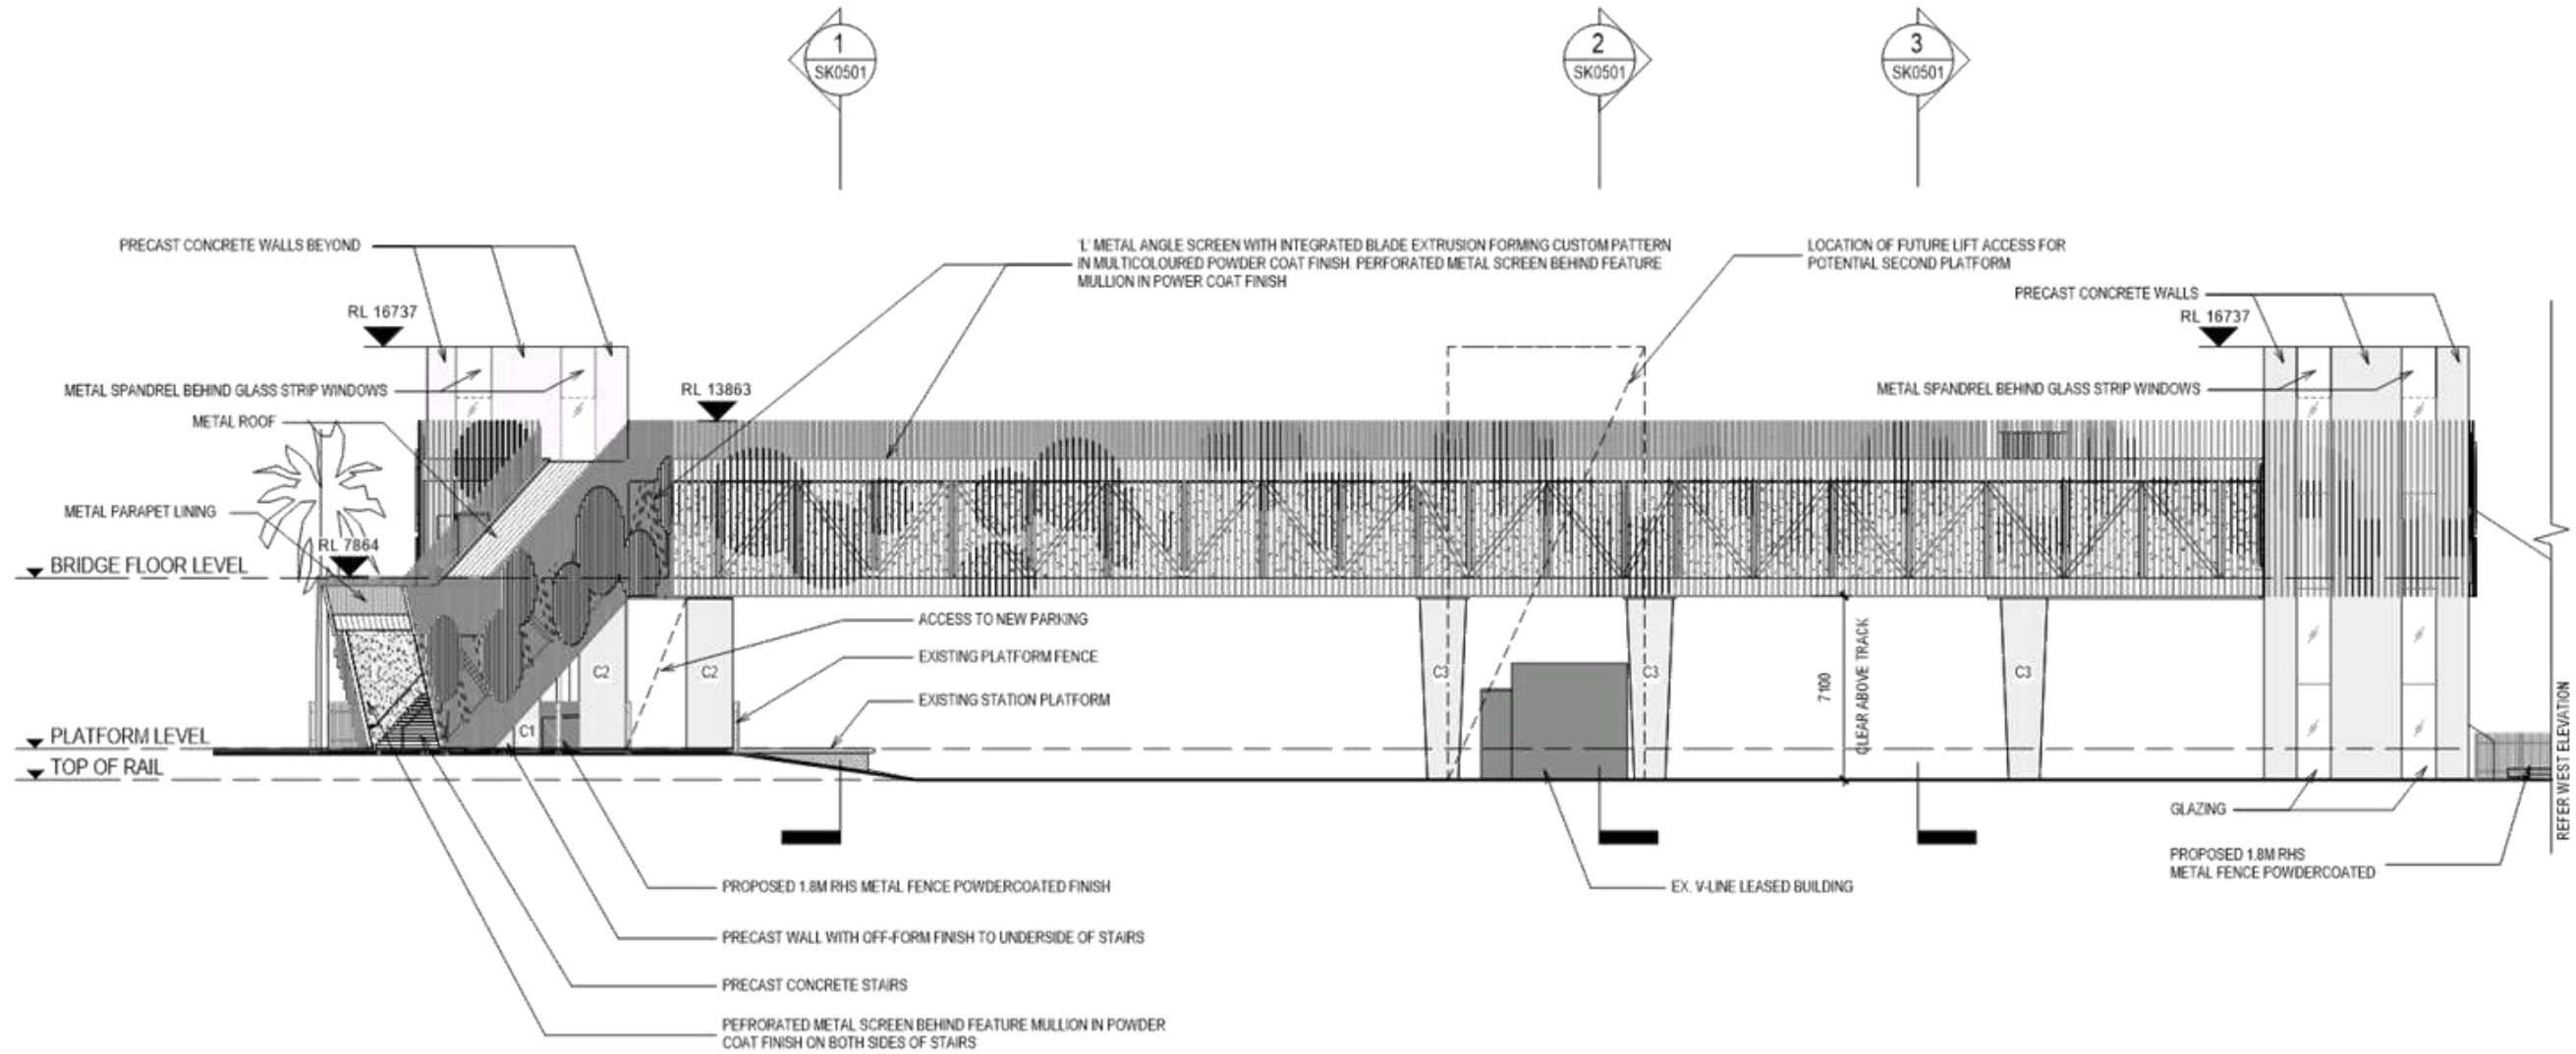 1
SK0501
2
SK0501
3
SK0501
PRECAST CONCRETE WALLS BEYOND
'L' METAL ANGLE SCREEN WITH INTEGRATED BLADE EXTRUSION FORMING CUSTOM PATTERN
IN MULTICOLOURED POWDER COAT FINISH. PERFORATED METAL SCREEN BEHIND FEATURE
MULLION IN POWER COAT FINISH
LOCATION OF FUTURE LIFT ACCESS FOR
POTENTIAL SECOND PLATFORM
PRECAST CONCRETE WALLS
RL 16737
RL 16737
METAL SPANDREL BEHIND GLASS STRIP WINDOWS
RL 13863
METAL SPANDREL BEHIND GLASS STRIP WINDOWS
METAL ROOF
METAL PARAPET LINING
RL 7864
BRIDGE FLOOR LEVEL
ACCESS TO NEW PARKING
EXISTING PLATFORM FENCE
EXISTING STATION PLATFORM
C2
C2
C3
C3
C3
C1
7100
CLEAR ABOVE TRACK
PLATFORM LEVEL
TOP OF RAIL
REFER WEST ELEVATION
GLAZING
PROPOSED 1.8M RHS
METAL FENCE POWDERCOATED
PROPOSED 1.8M RHS METAL FENCE POWDERCOATED FINISH
EX. V-LINE LEASED BUILDING
PRECAST WALL WITH OFF-FORM FINISH TO UNDERSIDE OF STAIRS
PRECAST CONCRETE STAIRS
PEFRORATED METAL SCREEN BEHIND FEATURE MULLION IN POWDER
COAT FINISH ON BOTH SIDES OF STAIRS